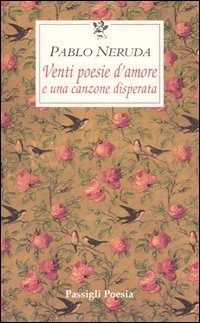 PABLO NERUDA
Venti poesie d'amore
e una canzone disperata
Passigli Poesia